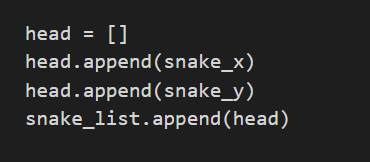 head = []
head.append(snake_x)
head.append(snake_y)
snake_list.append(head)